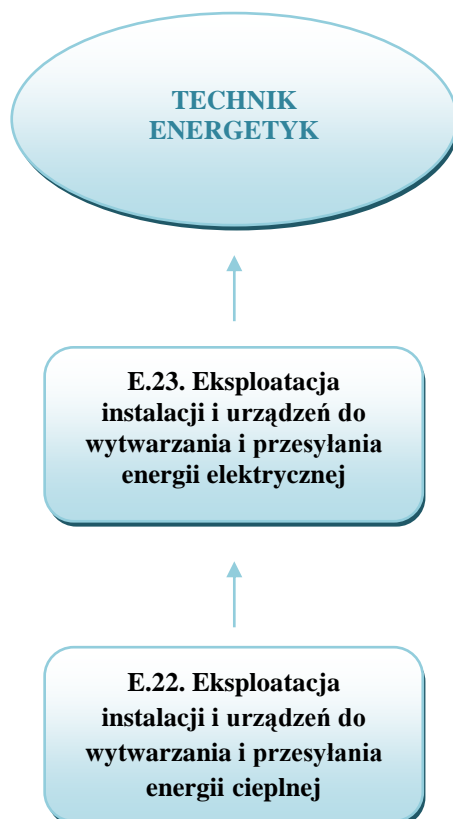 TECHNIK
ENERGETYK
E.23. Eksploatacja
instalacji i urządzeń do
wytwarzania i przesyłania
energii elektrycznej
E.22. Eksploatacja
instalacji i urządzeń do
wytwarzania i przesyłania
energii cieplnej